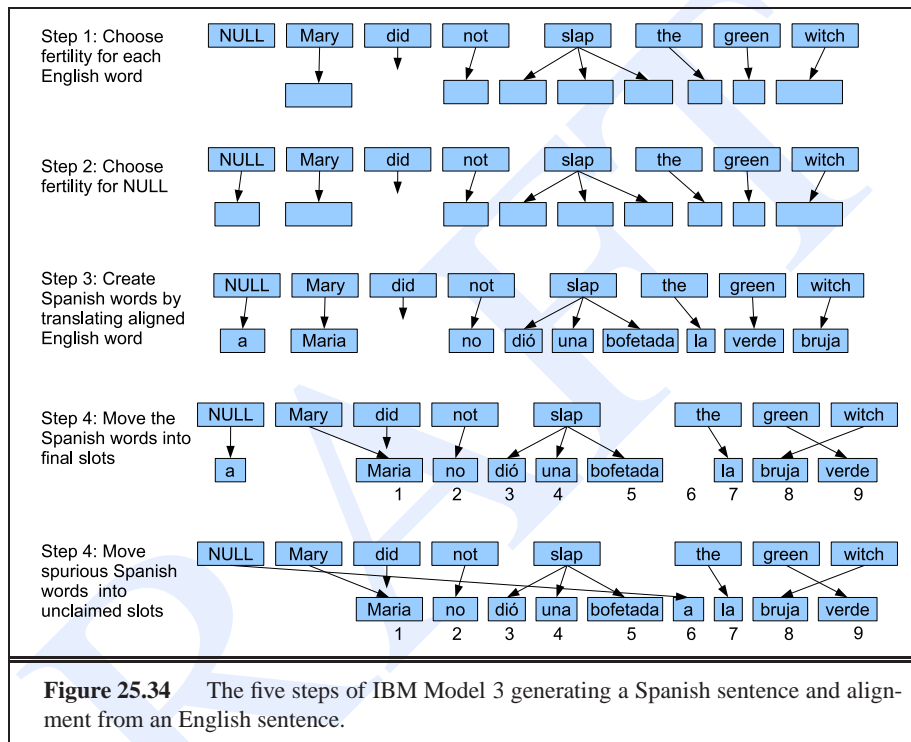 Step 1: Choose
fertility for each
English word
NULL Mary did not slap the green witch
Step 2: Choose
fertility for NULL
NULL Mary did not slap the green witch
Step 3: Create
Spanish words by
translating aligned
English word
NULL Mary did not slap the green witch
a Maria no dió una bofetada la verde bruja
Step 4: Move the
Spanish words into
final slots
NULL Mary did not slap the green witch
a Maria no dió una bofetada la bruja verde
1 2 3 4 5 6 7 8 9
Step 4: Move
spurious Spanish
words into
unclaimed slots
NULL Mary did not slap the green witch
Maria no dió una bofetada a la bruja verde
1 2 3 4 5 6 7 8 9
Figure 25.34 The five steps of IBM Model 3 generating a Spanish sentence and align-
ment from an English sentence.
RAFT